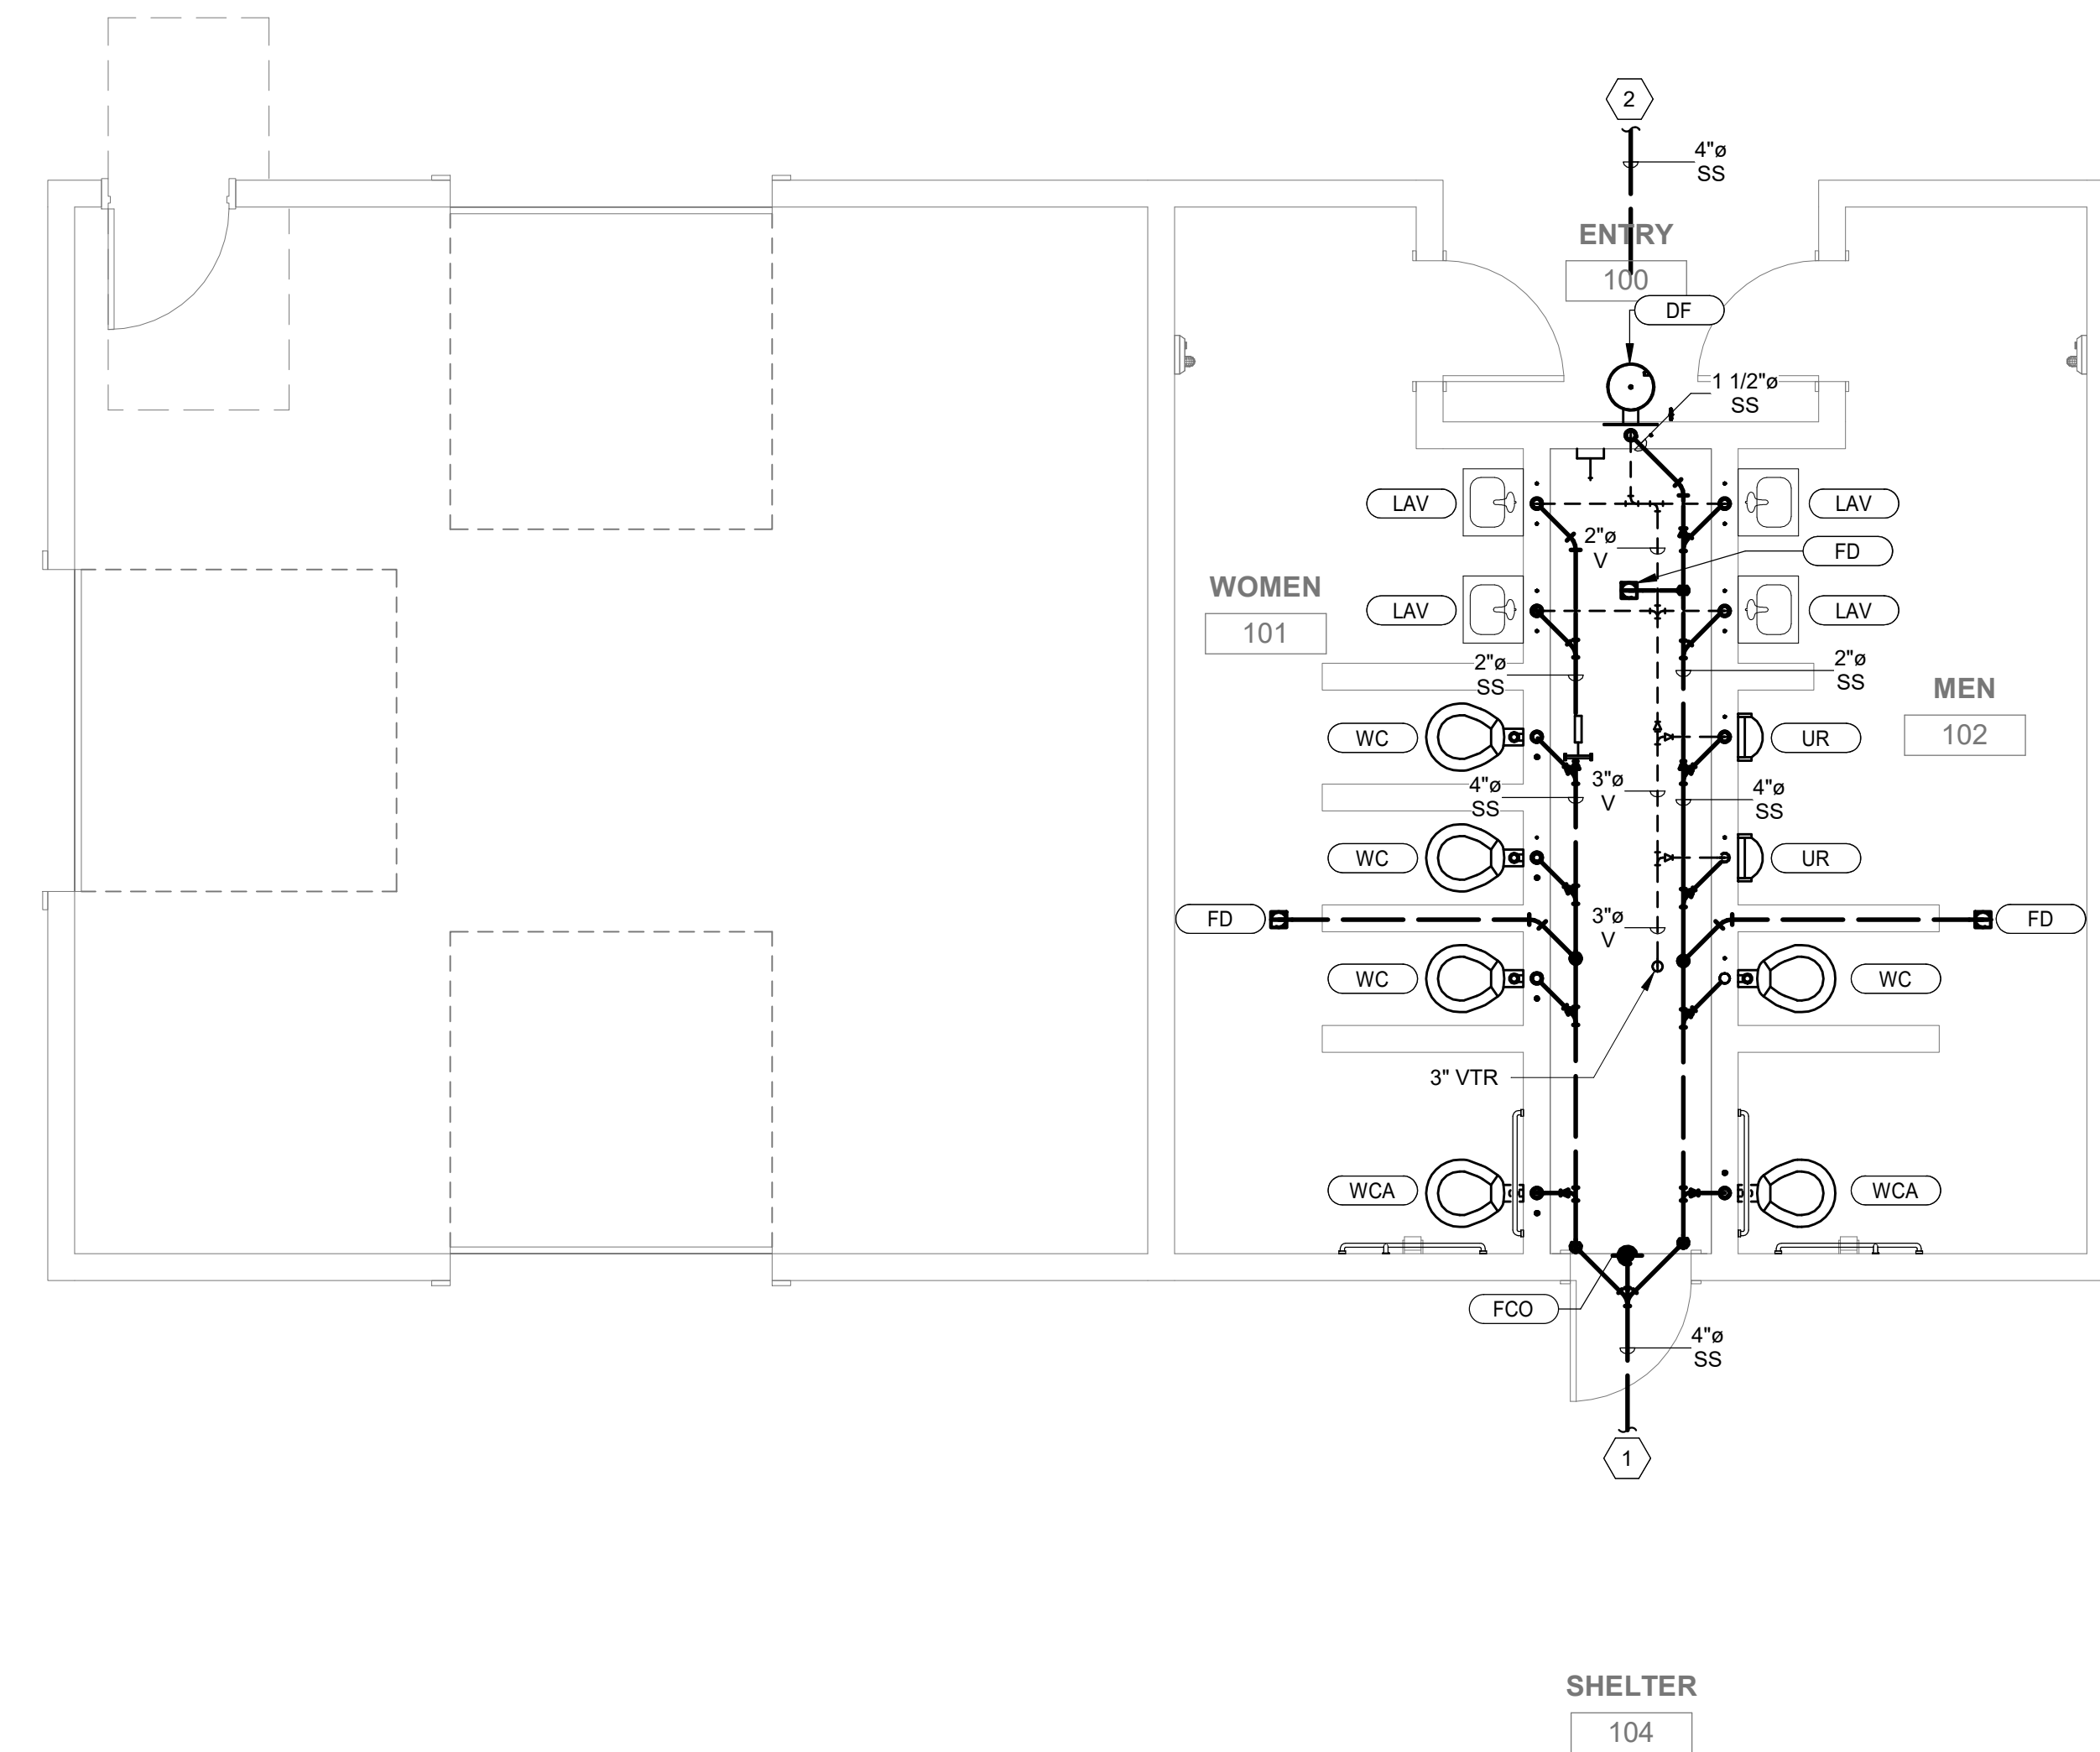 2
4"ø
SS
ENTRY
100
DF
1 1/2"ø
SS
LAV
LAV
2"ø
V
FD
WOMEN
101
LAV
LAV
2"ø
SS
2"ø
SS
MEN
102
WC
UR
4"ø
SS
3"ø
V
4"ø
SS
WC
UR
FD
3"ø
V
FD
WC
WC
3" VTR
WCA
WCA
FCO
4"ø
SS
1
SHELTER
104